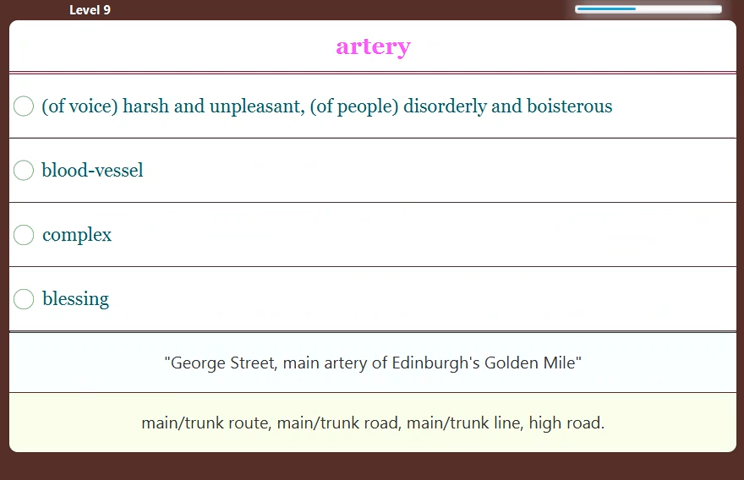 Level 9
artery
(of voice) harsh and unpleasant, (of people) disorderly and boisterous
blood-vessel
complex
blessing
"George Street, main artery of Edinburgh's Golden Mile"
main/trunk route, main/trunk road, main/trunk line, high road.